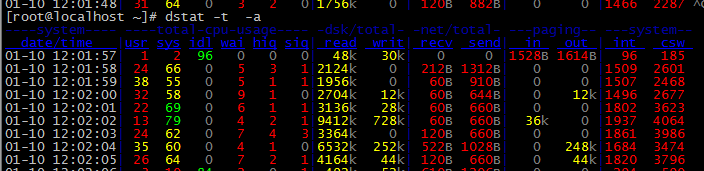 01-10 12:01:48| 31 64 0 3 2 0|1756k 0 | 120B 882B| 0 0 |1466 2287 ^c
[root@localhost ~]# dstat -t -a
----system---- ----total-cpu-usage---- -dsk/total- -net/total- ---paging-- ---system--
date/time |usr sys idl wai hiq siq| read writ| recv send| in out | int csw
01-10 12:01:57| 1 2 96 0 0 0| 48k 30k| 0 0 |1528B 1614B| 96 185
01-10 12:01:58| 24 66 0 5 3 1|2124k 0 | 212B 1312B| 0 0 |1509 2601
01-10 12:01:59| 38 55 0 5 1 1|1956k 0 | 60B 910B| 0 0 |1507 2468
01-10 12:02:00| 32 58 0 9 1 0|2704k 12k| 60B 644B| 0 12k|1496 2677
01-10 12:02:01| 22 69 0 6 1 1|3136k 28k| 60B 660B| 0 0 |1802 3623
01-10 12:02:02| 13 79 0 4 2 1|9412k 728k| 60B 660B| 36k 0 |1937 4064
01-10 12:02:03| 24 62 0 7 4 3|3364k 0 | 120B 660B| 0 0 |1861 3986
01-10 12:02:04| 35 60 0 4 1 0|6532k 252k| 522B 1028B| 0 248k|1684 3474
01-10 12:02:05| 26 64 0 7 2 1|4164k 44k| 120B 660B| 0 44k|1820 3796